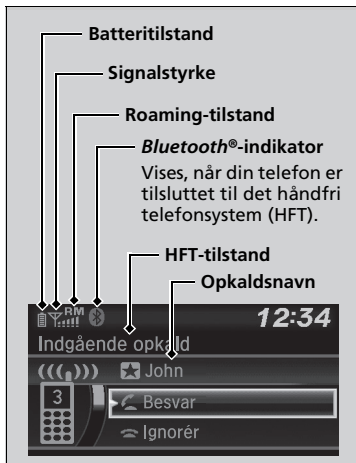 Batteritilstand
Signalstyrke
Roaming-tilstand
Bluetooth®-indikator
Vises, når din telefon er
tilsluttet til det håndfri
telefonsystem (HFT).
HFT-tilstand
Opkaldsnavn
RM
12:34
Indgående opkald
John
3
Besvar
Ignorér